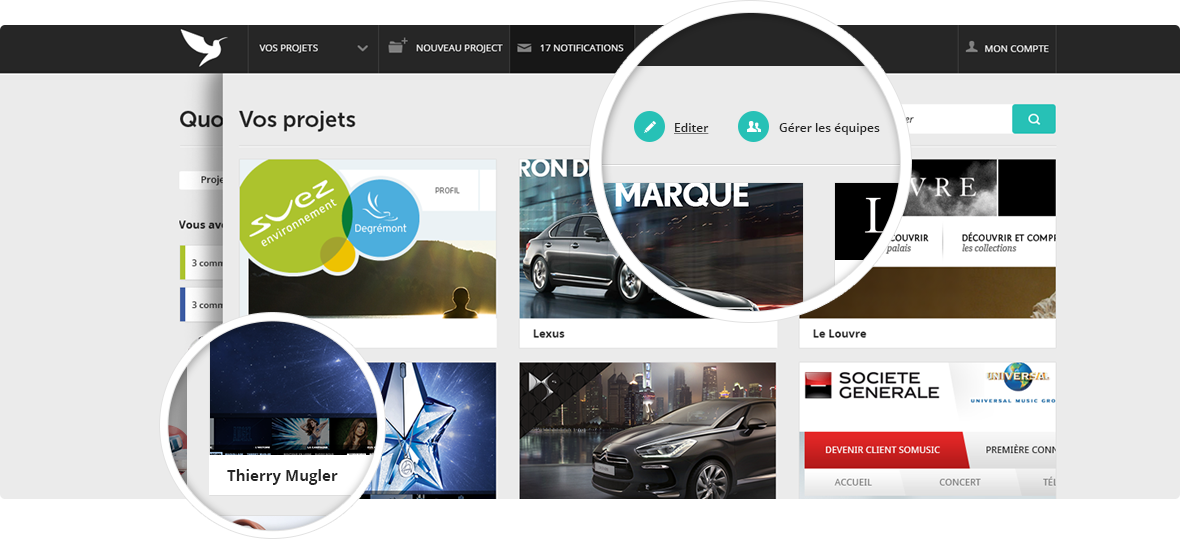 VOS PROJETS
NOUVEAU PROJECT
17 NOTIFICATIONS
MON COMPTE
Quo
Vos projets
Editer
Gérer les équipes
er
Proje
Vous ave
3 comm
3 comm
suez
environnement
Degrémont
PROFIL
RON D
MARQUE
L
VRE
COUVRIR
palais
DÉCOUVRIR ET COMPR
les collections
Lexus
Le Louvre
Thierry Mugler
SOCIETE
GENERALE
UNIVERSAL
UNIVERSAL MUSIC GRO
DEVENIR CLIENT SOMUSIC
PREMIÈRE CONN
ACCUEIL
CONCERT
TÉL